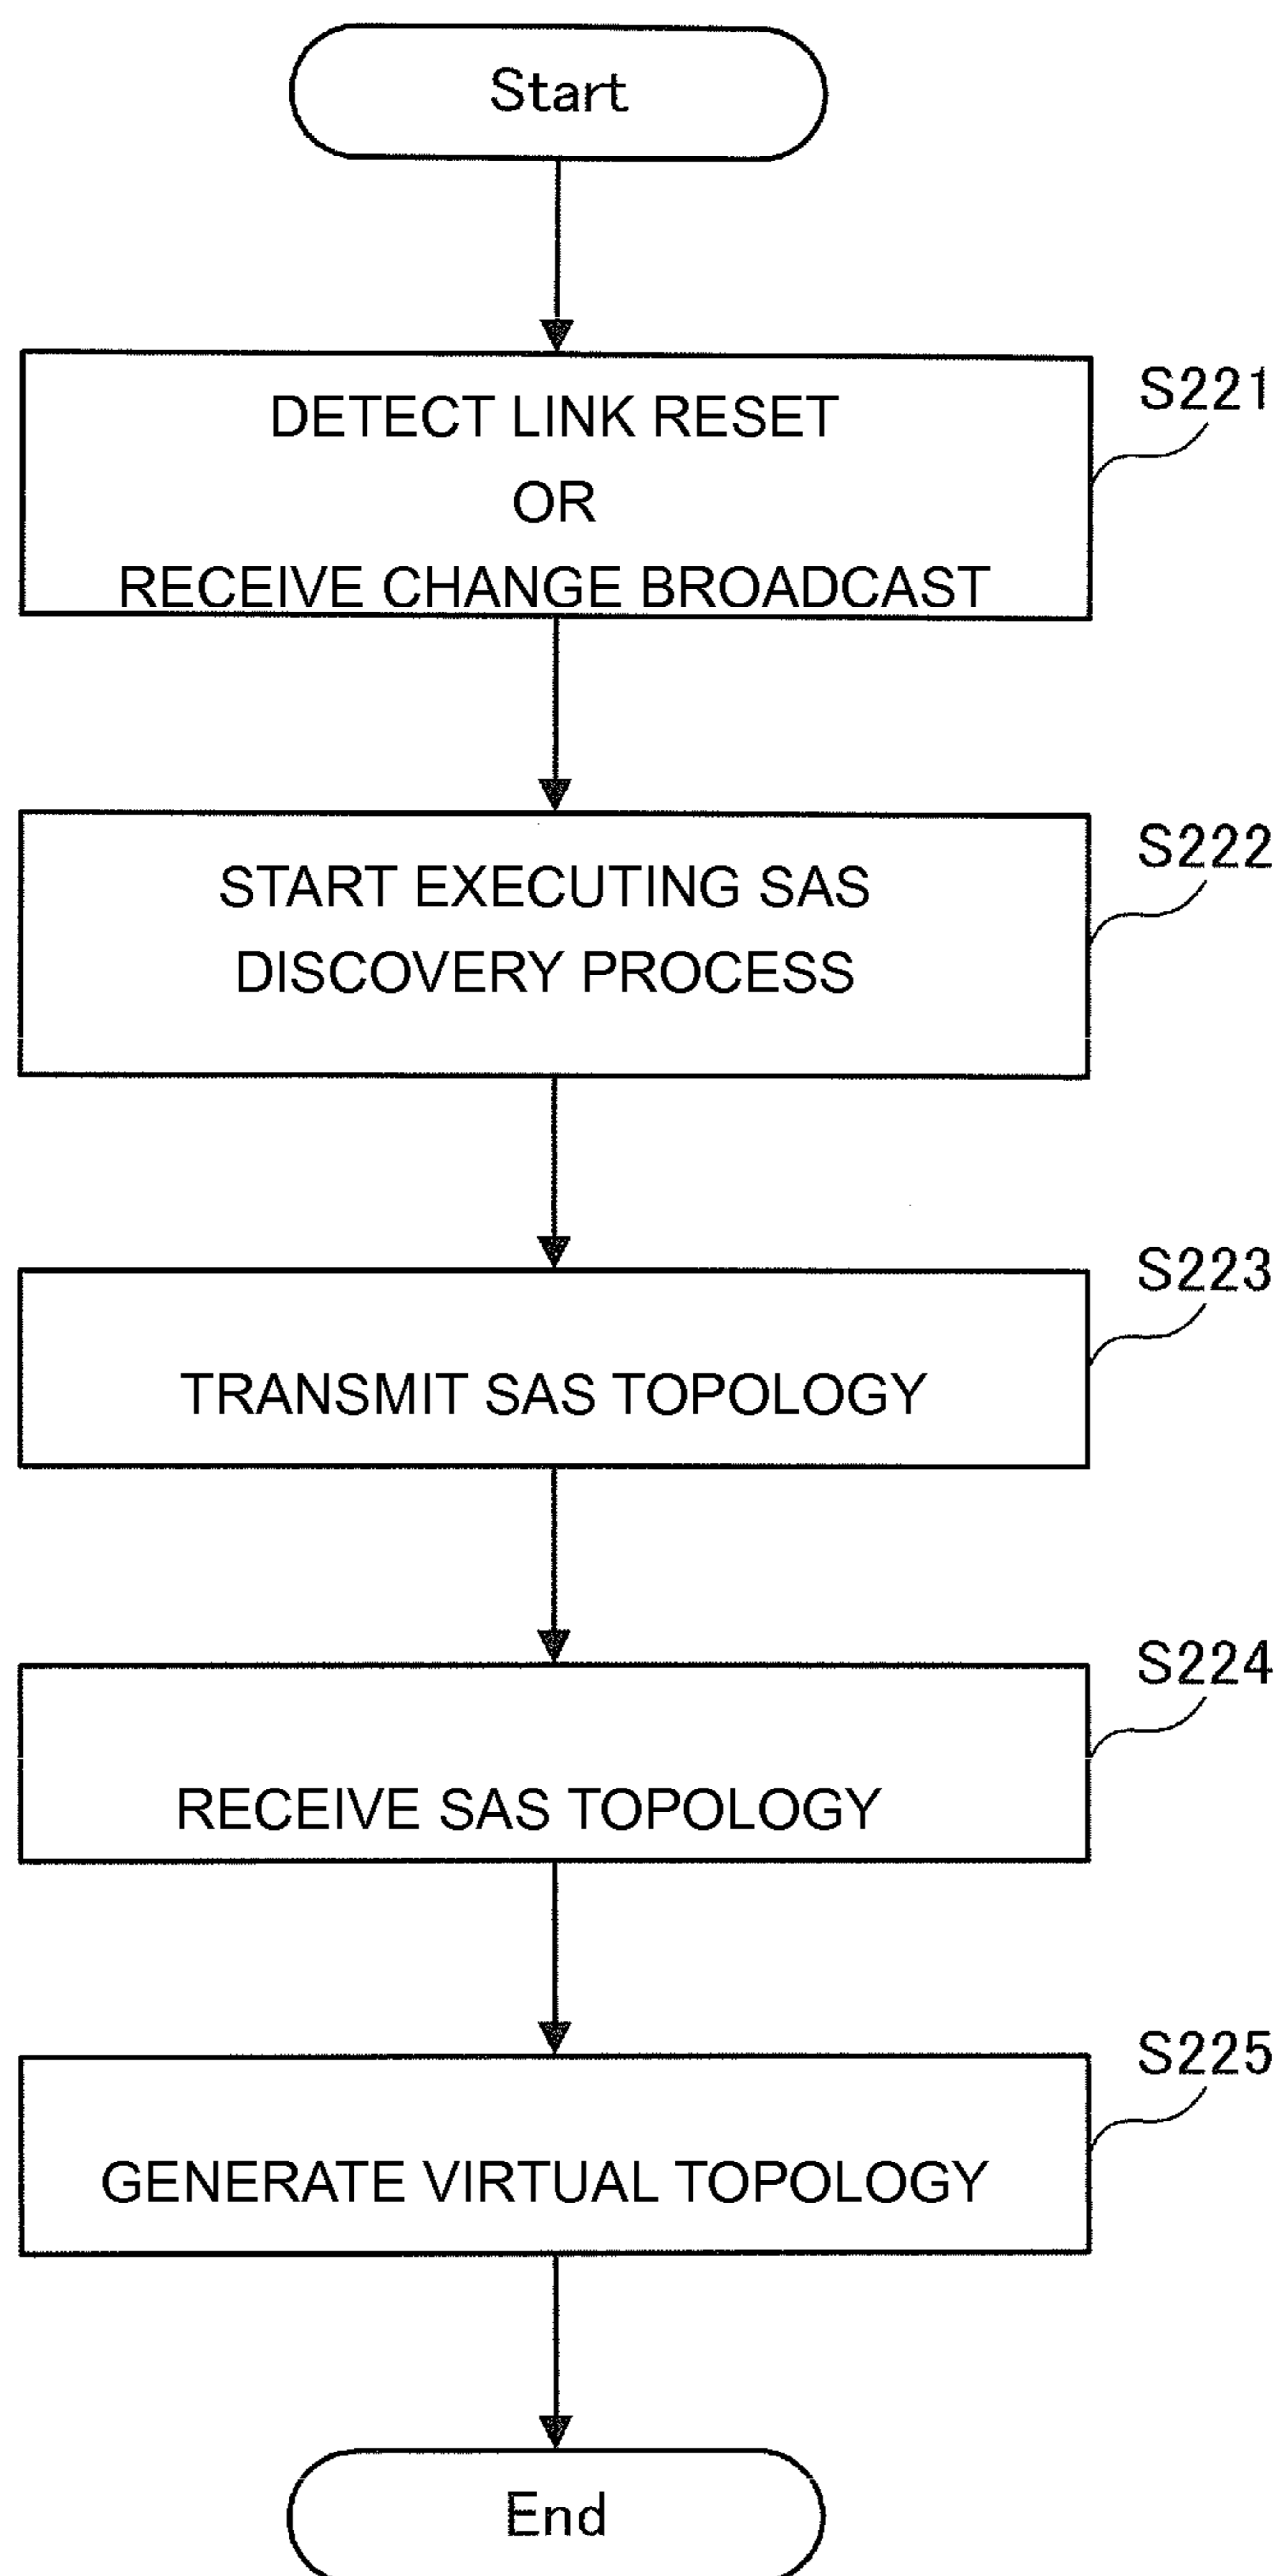 Start
DETECT LINK RESET
OR
RECEIVE CHANGE BROADCAST
S221
START EXECUTING SAS
DISCOVERY PROCESS
S222
TRANSMIT SAS TOPOLOGY
S223
RECEIVE SAS TOPOLOGY
S224
GENERATE VIRTUAL TOPOLOGY
S225
End